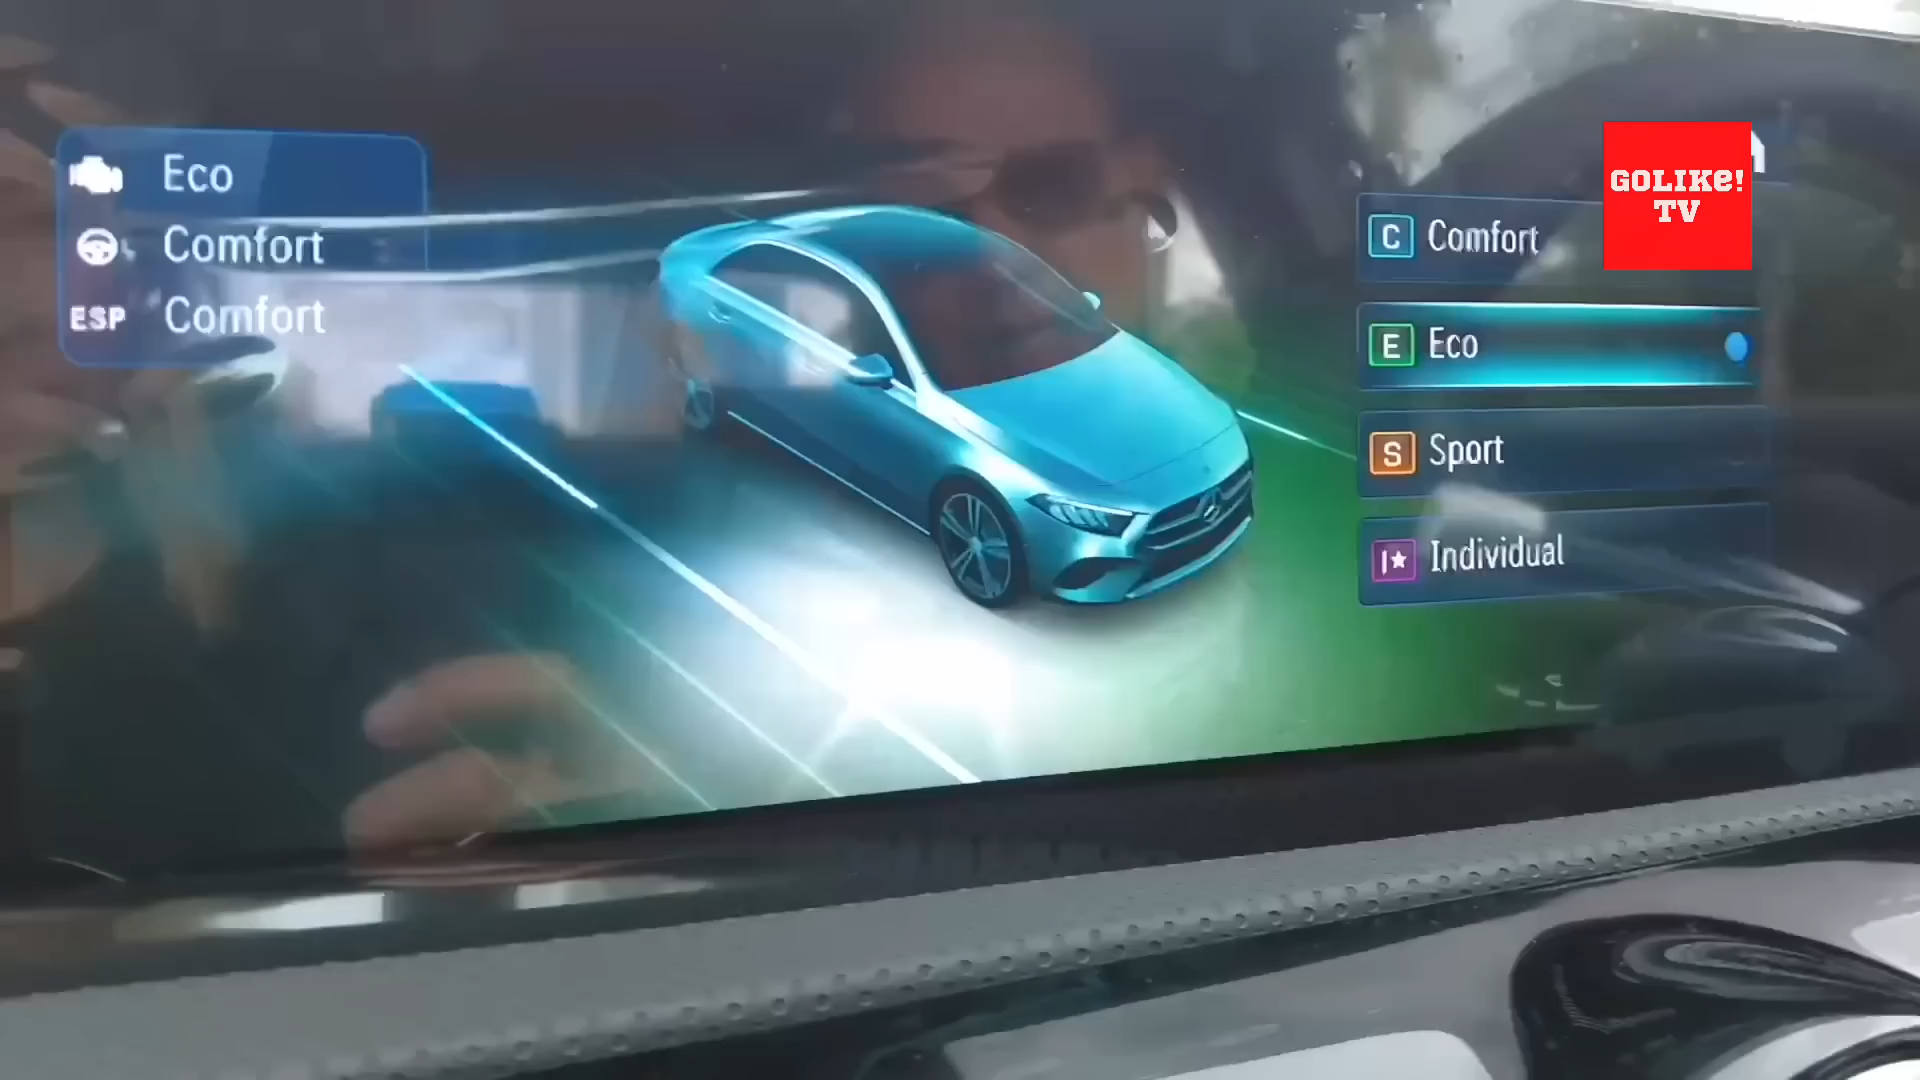 Eco
Comfort
ESP Comfort
C Comfort
E Eco
S Sport
I★ Individual
GOLIKe!
TV